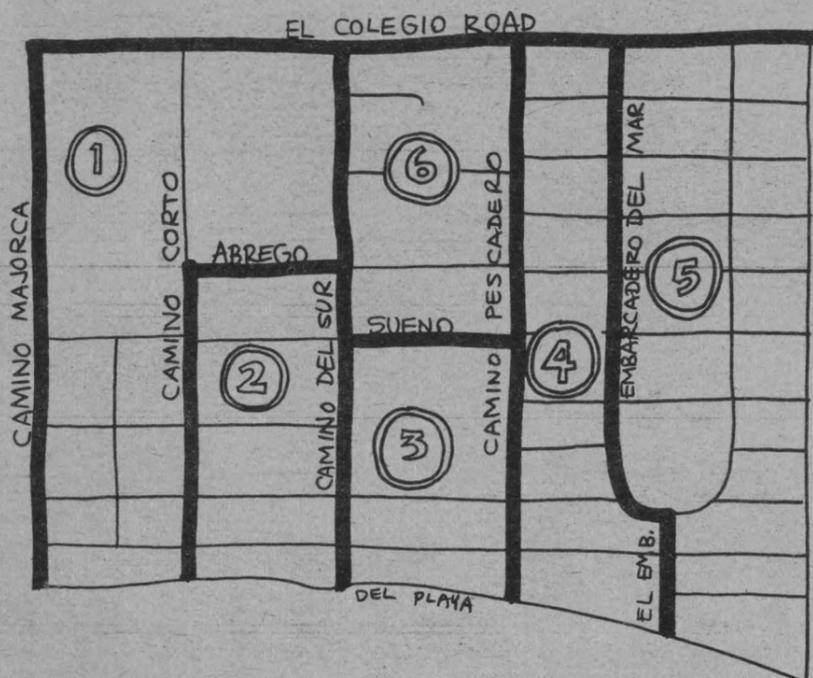 EL COLEGIO ROAD
1
6
CAMINO MAJORCA
CAMINO CORTO
ABREGO
CAMINO DEL SUR
CAMINO PESCADERO
EMBARCADERO DEL MAR
5
SUENO
2
4
3
EL EMB.
DEL PLAYA